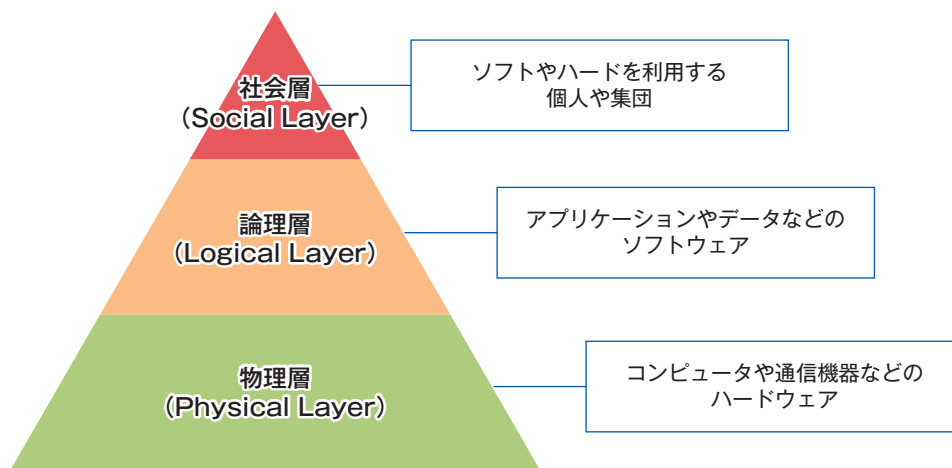 社会層
(Social Layer)
ソフトやハードを利用する
個人や集団
論理層
(Logical Layer)
アプリケーションやデータなどの
ソフトウェア
物理層
(Physical Layer)
コンピュータや通信機器などの
ハードウェア